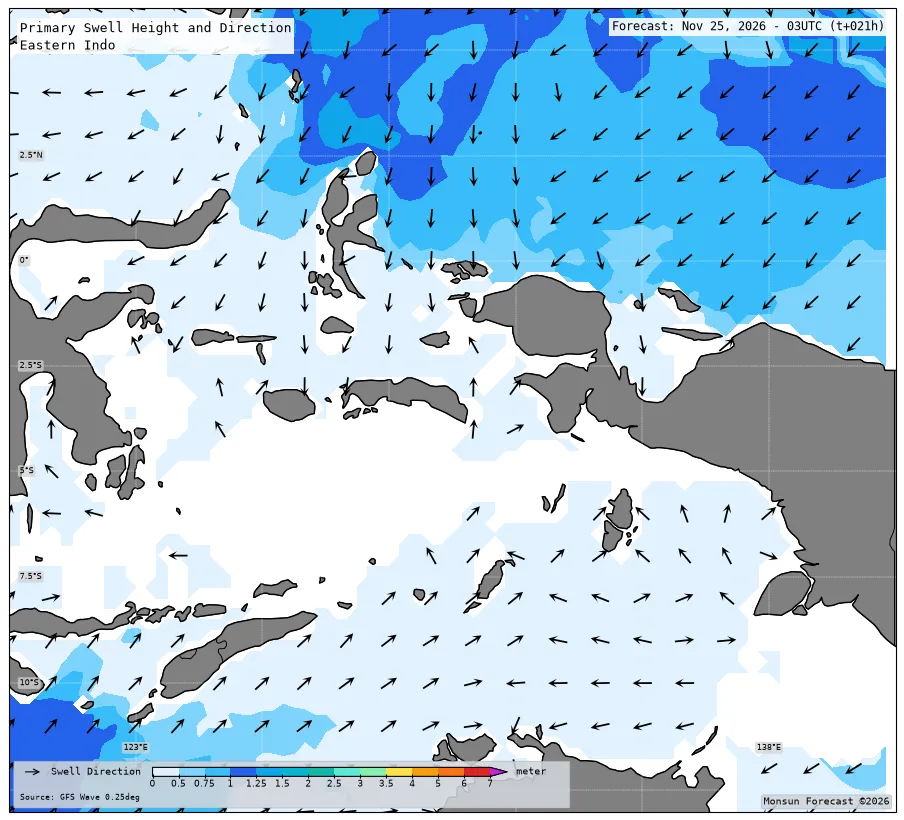 Primary Swell Height and Direction
Eastern Indo
Forecast: Nov 25, 2026 - 03UTC (t+021h)
2.5°N
0°
2.5°S
5°S
7.5°S
10°S
123°E
138°E
Swell Direction
0 0.5 0.75 1 1.25 1.5 2 2.5 3 3.5 4 5 6 7
meter
Source: GFS Wave 0.25deg
Monsun Forecast ©2026